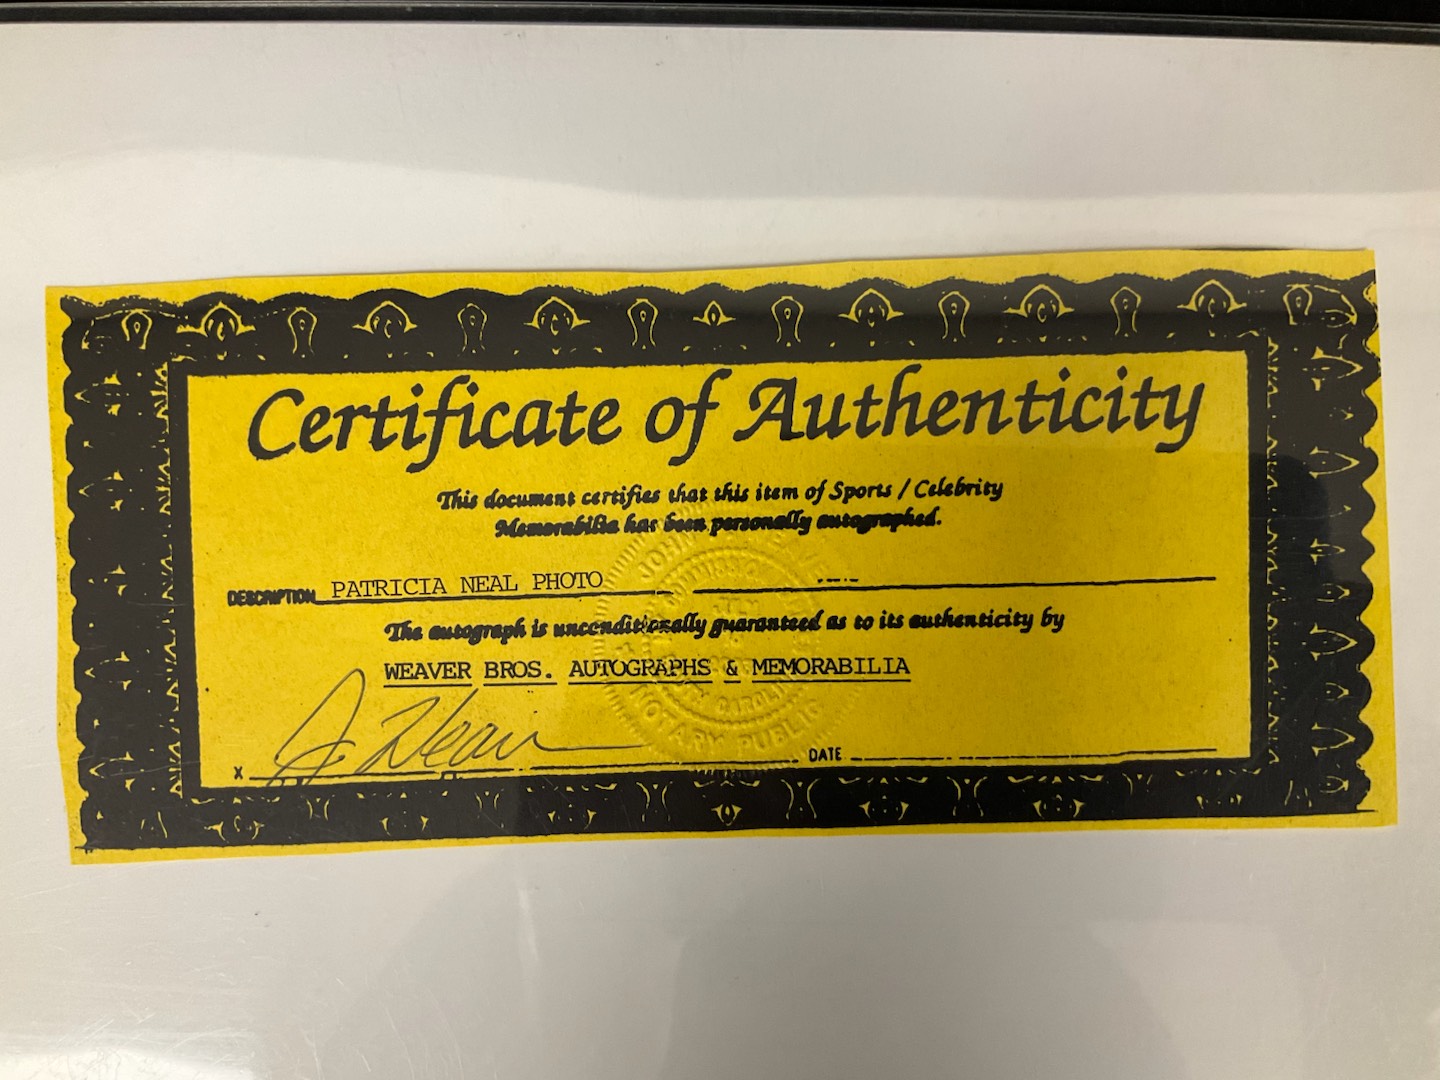 Certificate of Authenticity
This document certifies that this item of Sports / Celebrity
Memorabilia has been personally autographed.
DESCRIPTION PATRICIA NEAL PHOTO
The autograph is unconditionally guaranteed as to its authenticity by
WEAVER BROS. AUTOGRAPHS & MEMORABILIA
X J Weaver DATE
JOHN
NOTARY PUBLIC